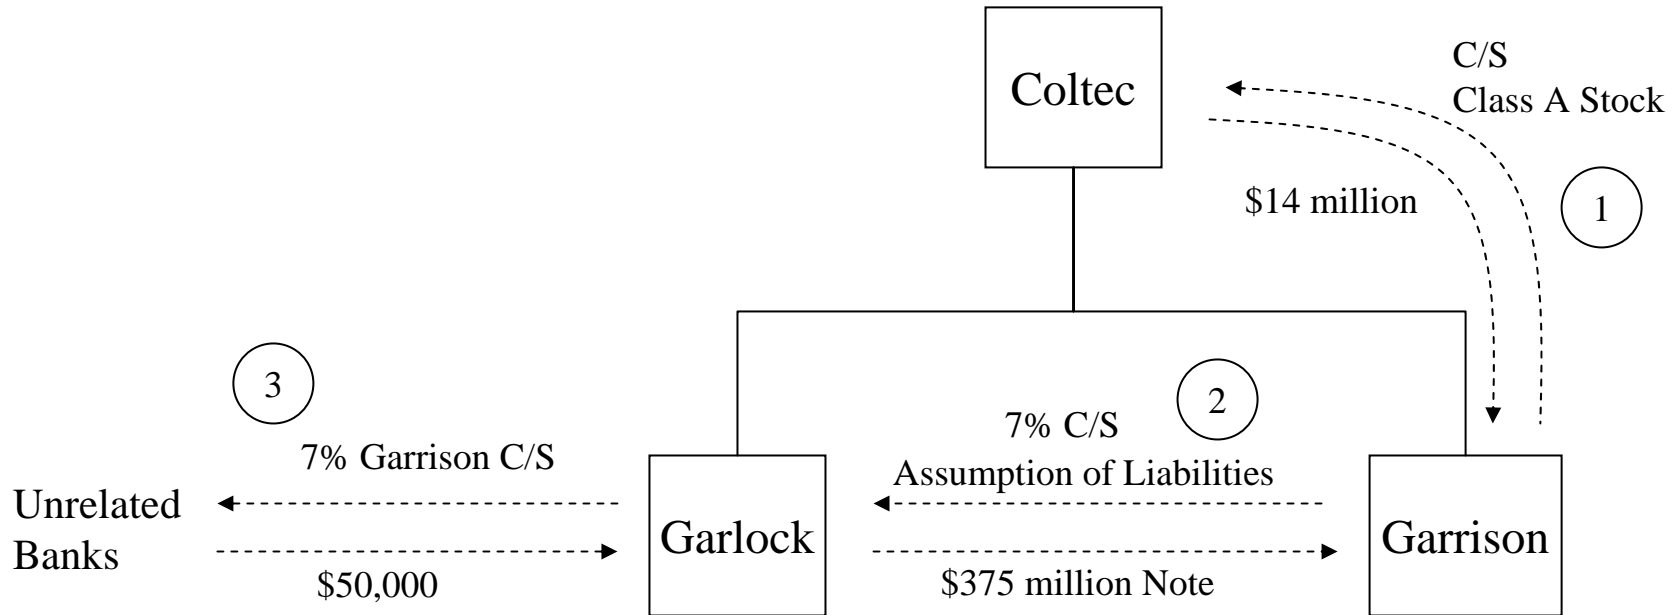 Coltec
C/S
Class A Stock
$14 million
1
3
2
7% Garrison C/S
7% C/S
Assumption of Liabilities
Unrelated
Banks
Garlock
Garrison
$50,000
$375 million Note